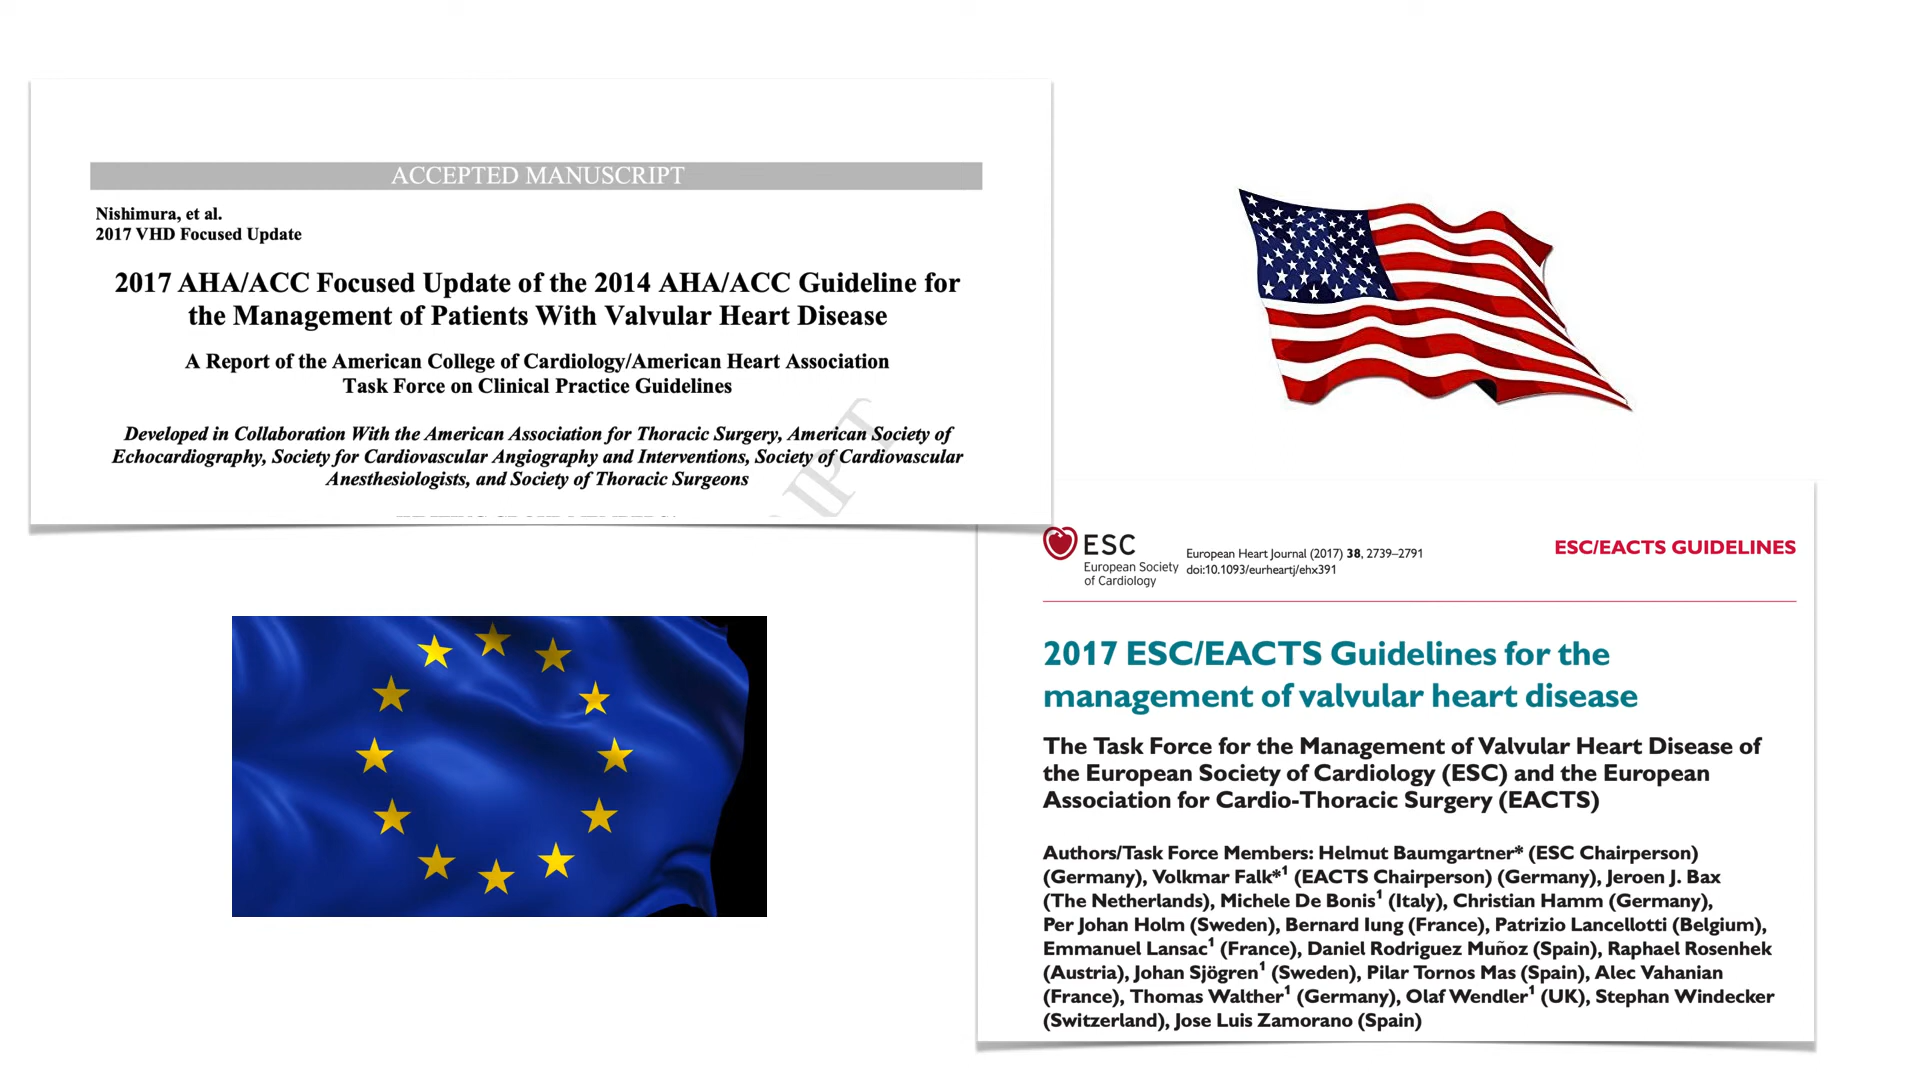 ACCEPTED MANUSCRIPT
Nishimura, et al.
2017 VHD Focused Update
2017 AHA/ACC Focused Update of the 2014 AHA/ACC Guideline for
the Management of Patients With Valvular Heart Disease
A Report of the American College of Cardiology/American Heart Association
Task Force on Clinical Practice Guidelines
Developed in Collaboration With the American Association for Thoracic Surgery, American Society of
Echocardiography, Society for Cardiovascular Angiography and Interventions, Society of Cardiovascular
Anesthesiologists, and Society of Thoracic Surgeons
ESC
European Society
of Cardiology
European Heart Journal (2017) 38, 2739–2791
doi:10.1093/eurheartj/ehx391
ESC/EACTS GUIDELINES
2017 ESC/EACTS Guidelines for the
management of valvular heart disease
The Task Force for the Management of Valvular Heart Disease of
the European Society of Cardiology (ESC) and the European
Association for Cardio-Thoracic Surgery (EACTS)
Authors/Task Force Members: Helmut Baumgartner* (ESC Chairperson)
(Germany), Volkmar Falk*¹ (EACTS Chairperson) (Germany), Jeroen J. Bax
(The Netherlands), Michele De Bonis¹ (Italy), Christian Hamm (Germany),
Per Johan Holm (Sweden), Bernard Iung (France), Patrizio Lancellotti (Belgium),
Emmanuel Lansac¹ (France), Daniel Rodriguez Muñoz (Spain), Raphael Rosenhek
(Austria), Johan Sjögren¹ (Sweden), Pilar Tornos Mas (Spain), Alec Vahanian
(France), Thomas Walther¹ (Germany), Olaf Wendler¹ (UK), Stephan Windecker
(Switzerland), Jose Luis Zamorano (Spain)